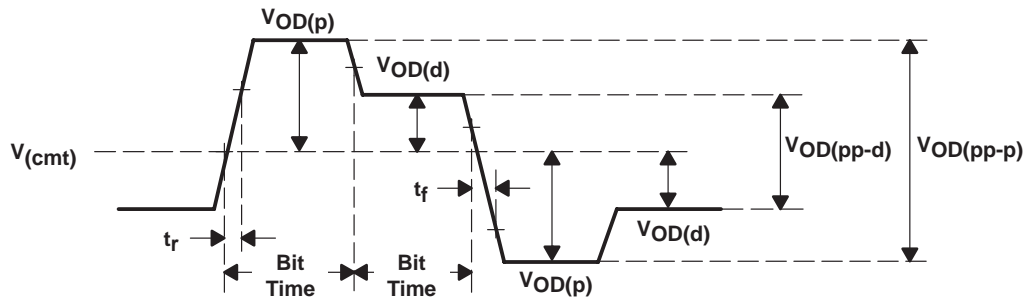 VOD(p)
VOD(d)
V(cmt)
VOD(pp-d)
VOD(pp-p)
tf
tr
VOD(d)
Bit
Time
Bit
Time
VOD(p)